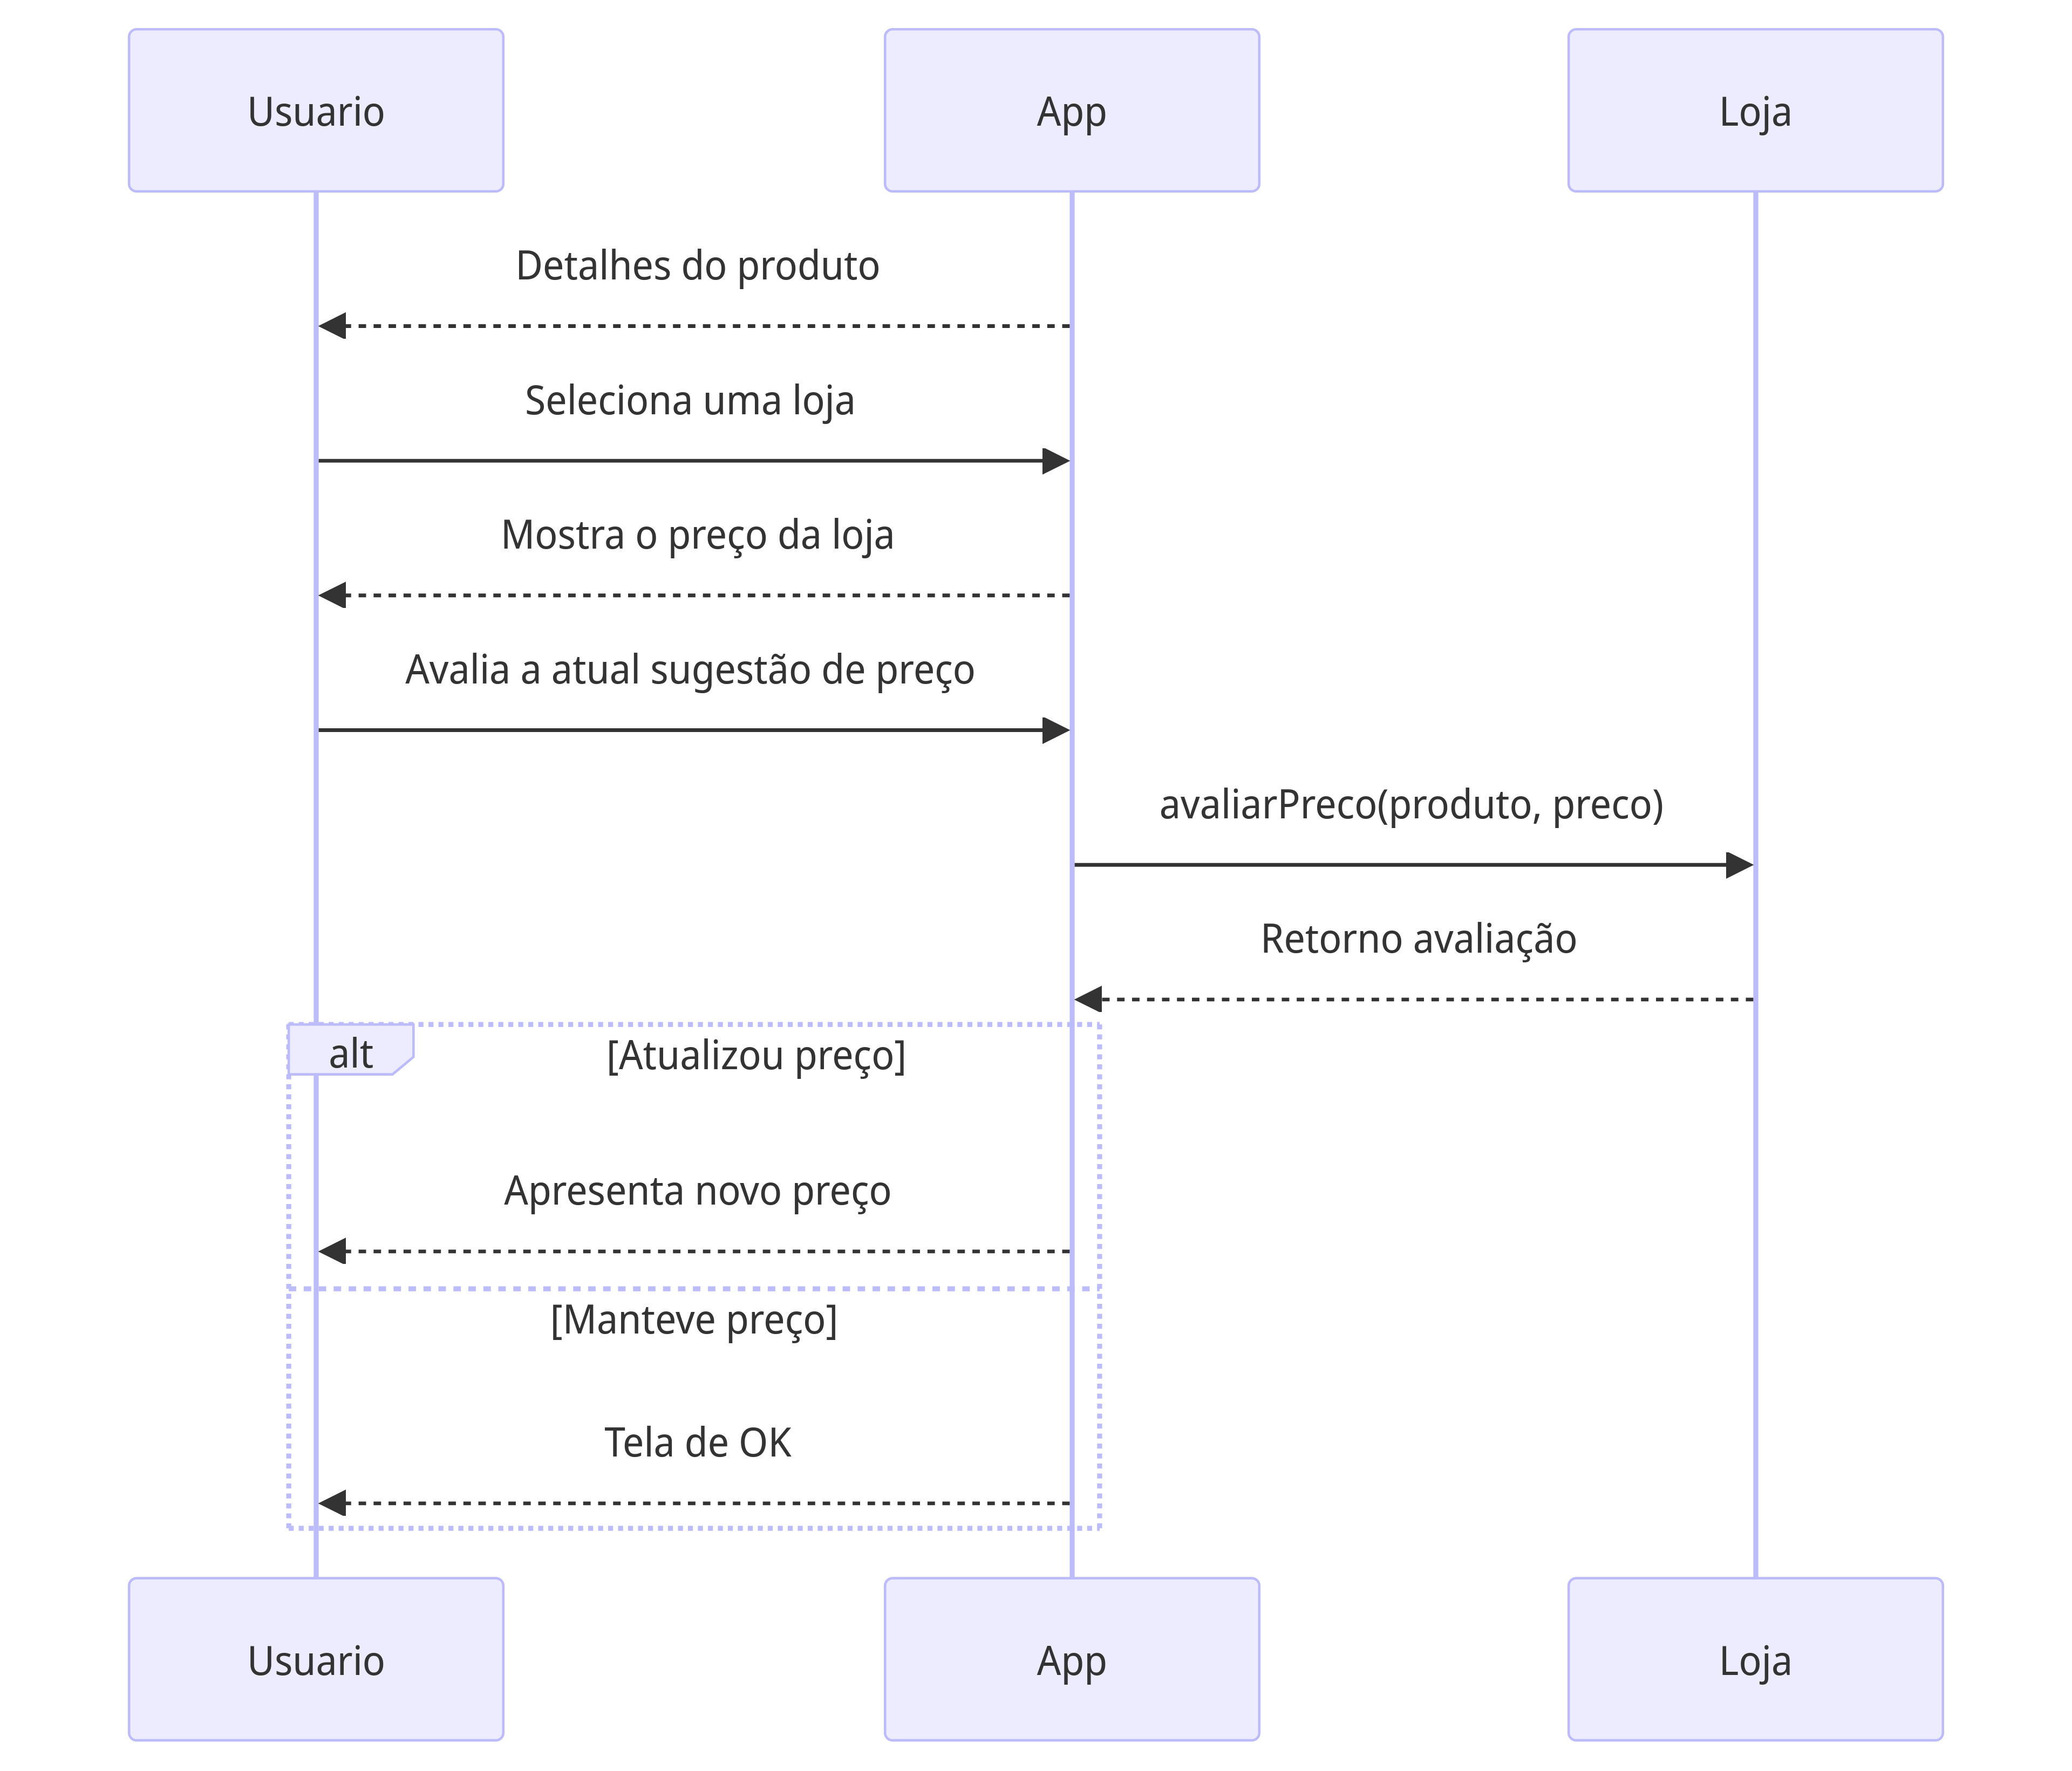 Usuario
App
Loja
Detalhes do produto
Seleciona uma loja
Mostra o preço da loja
Avalia a atual sugestão de preço
avaliarPreco(produto, preco)
Retorno avaliação
alt
[Atualizou preço]
Apresenta novo preço
[Manteve preço]
Tela de OK
Usuario
App
Loja